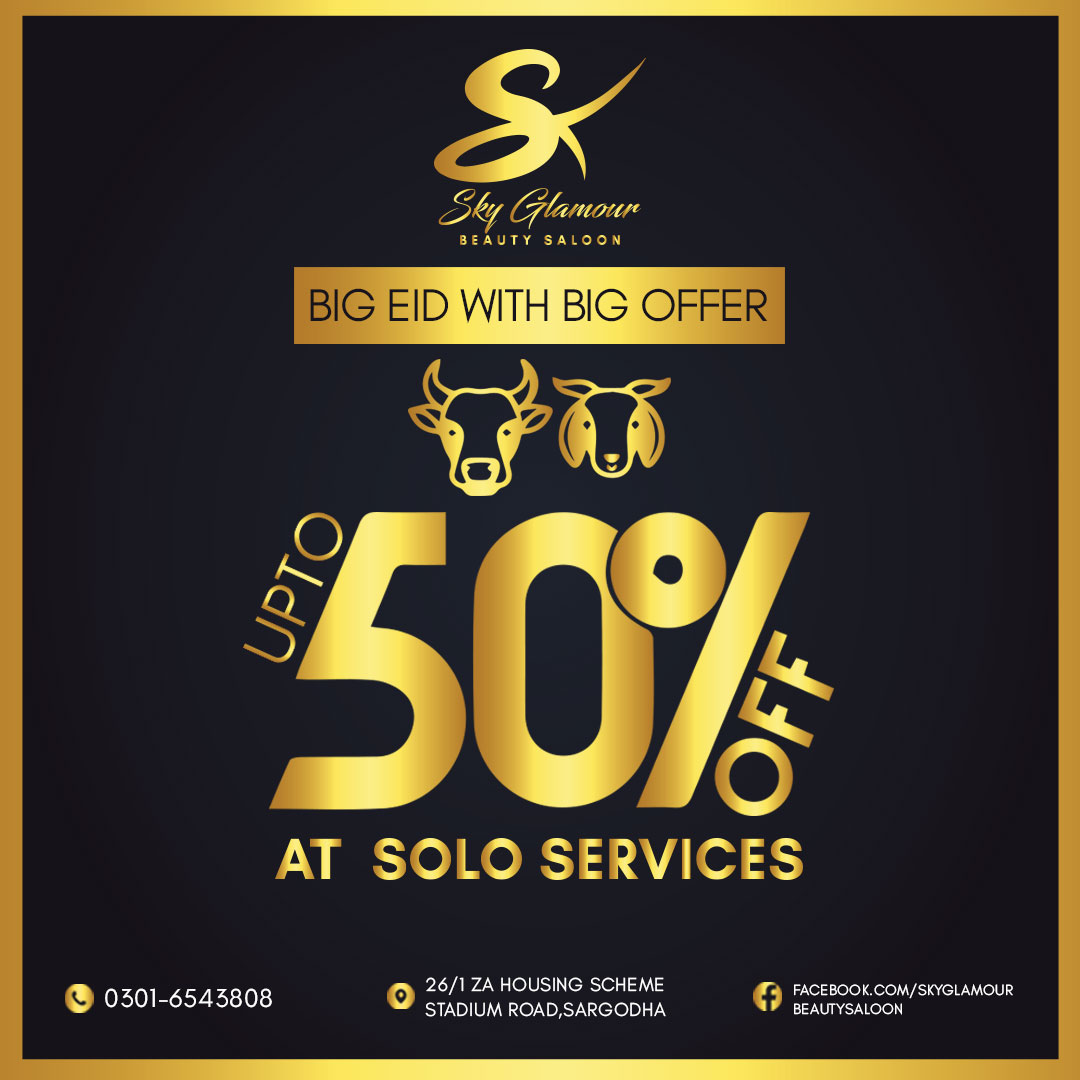 Sky Glamour
BEAUTY SALOON
BIG EID WITH BIG OFFER
UPTO
50%
OFF
AT SOLO SERVICES
0301-6543808
26/1 ZA HOUSING SCHEME
STADIUM ROAD,SARGODHA
FACEBOOK.COM/SKYGLAMOUR
BEAUTYSALOON